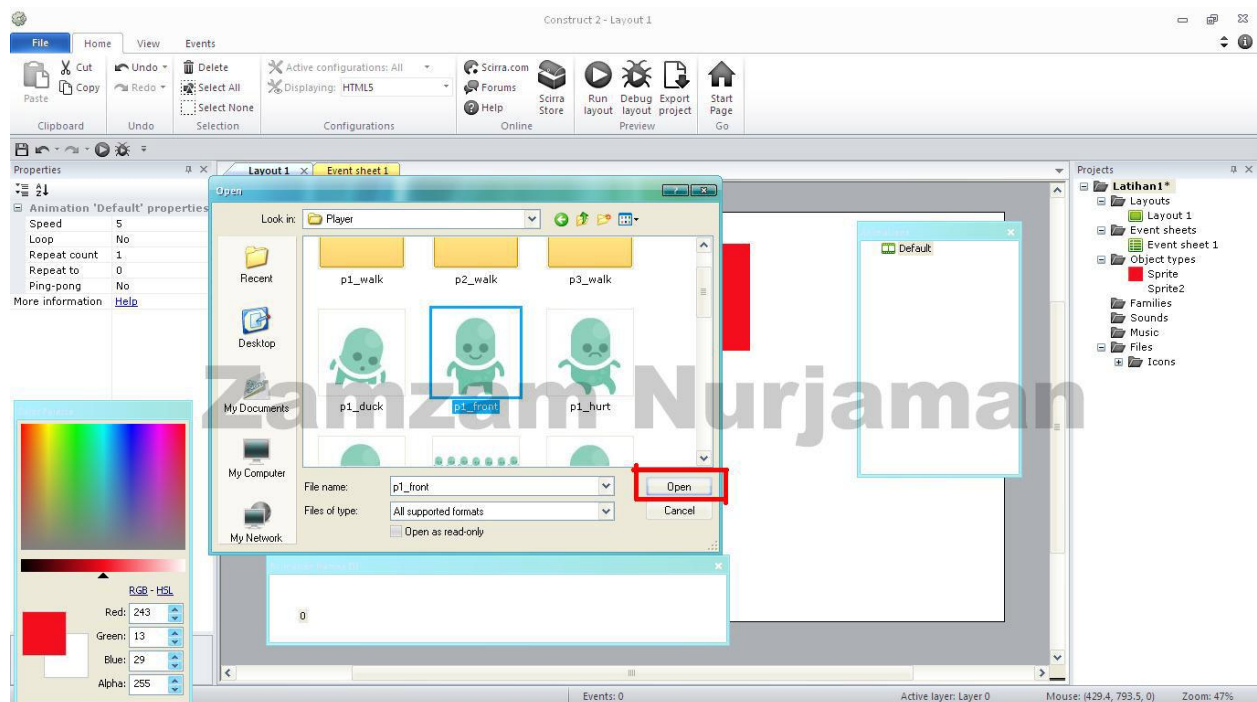 Construct 2 - Layout 1
File Home View Events
Cut
Copy
Paste
Clipboard
Undo
Redo
Undo
Delete
Select All
Select None
Selection
Active configurations: All
Displaying: HTML5
Configurations
Scirra.com
Forums
Help
Scirra Store
Online
Run layout
Debug layout
Export project
Preview
Start Page
Go
Properties
Animation 'Default' properties
Speed 5
Loop No
Repeat count 1
Repeat to 0
Ping-pong No
More information Help
Layout 1 Event sheet 1
Open
Look in: Player
Recent
Desktop
My Documents
My Computer
My Network
p1_walk p2_walk p3_walk
p1_duck p1_front p1_hurt
File name: p1_front Open
Files of type: All supported formats Cancel
Open as read-only
Default
0
RGB - HSL
Red: 243
Green: 13
Blue: 29
Alpha: 255
Projects
Latihan1*
Layouts
Layout 1
Event sheets
Event sheet 1
Object types
Sprite
Sprite2
Families
Sounds
Music
Files
Icons
Zamzam Nurjaman
Events: 0 Active layer: Layer 0 Mouse: (429.4, 793.5, 0) Zoom: 47%